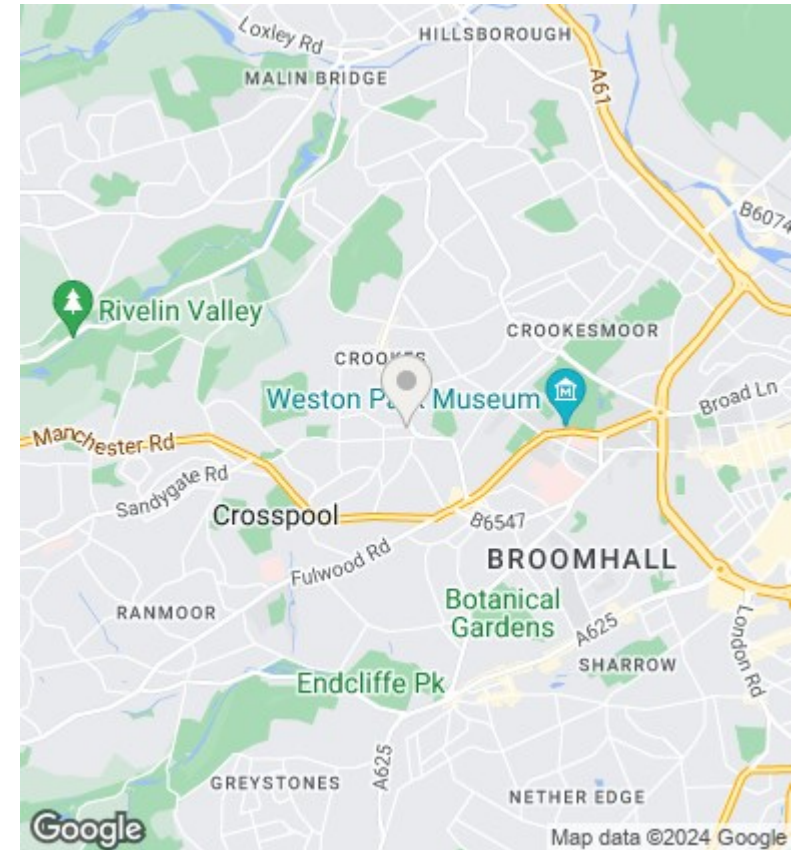 Loxley Rd
HILLSBOROUGH
MALIN BRIDGE
A61
B6074
Rivelin Valley
CROOKESMOOR
CROOKES
Weston Park Museum
Broad Ln
Manchester Rd
Sandygate Rd
Crosspool
B6547
Fulwood Rd
BROOMHALL
RANMOOR
Botanical
Gardens
A625
London Rd
SHARROW
Endcliffe Pk
A625
GREYSTONES
NETHER EDGE
Google
Map data ©2024 Google